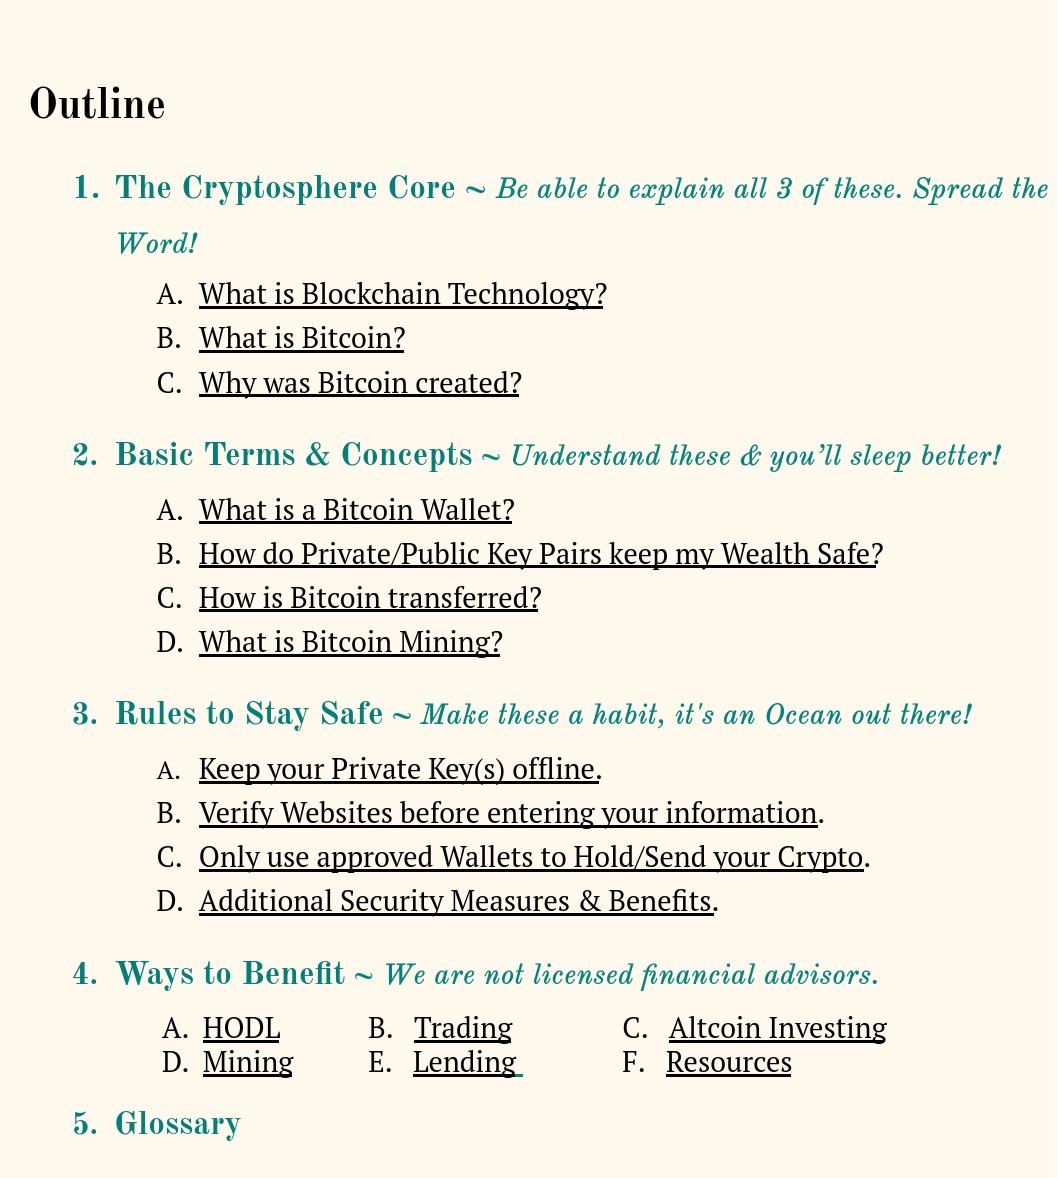 Outline
1. The Cryptosphere Core ~ Be able to explain all 3 of these. Spread the
Word!
A. What is Blockchain Technology?
B. What is Bitcoin?
C. Why was Bitcoin created?
2. Basic Terms & Concepts ~ Understand these & you’ll sleep better!
A. What is a Bitcoin Wallet?
B. How do Private/Public Key Pairs keep my Wealth Safe?
C. How is Bitcoin transferred?
D. What is Bitcoin Mining?
3. Rules to Stay Safe ~ Make these a habit, it's an Ocean out there!
A. Keep your Private Key(s) offline.
B. Verify Websites before entering your information.
C. Only use approved Wallets to Hold/Send your Crypto.
D. Additional Security Measures & Benefits.
4. Ways to Benefit ~ We are not licensed financial advisors.
A. HODL B. Trading C. Altcoin Investing
D. Mining E. Lending F. Resources
5. Glossary